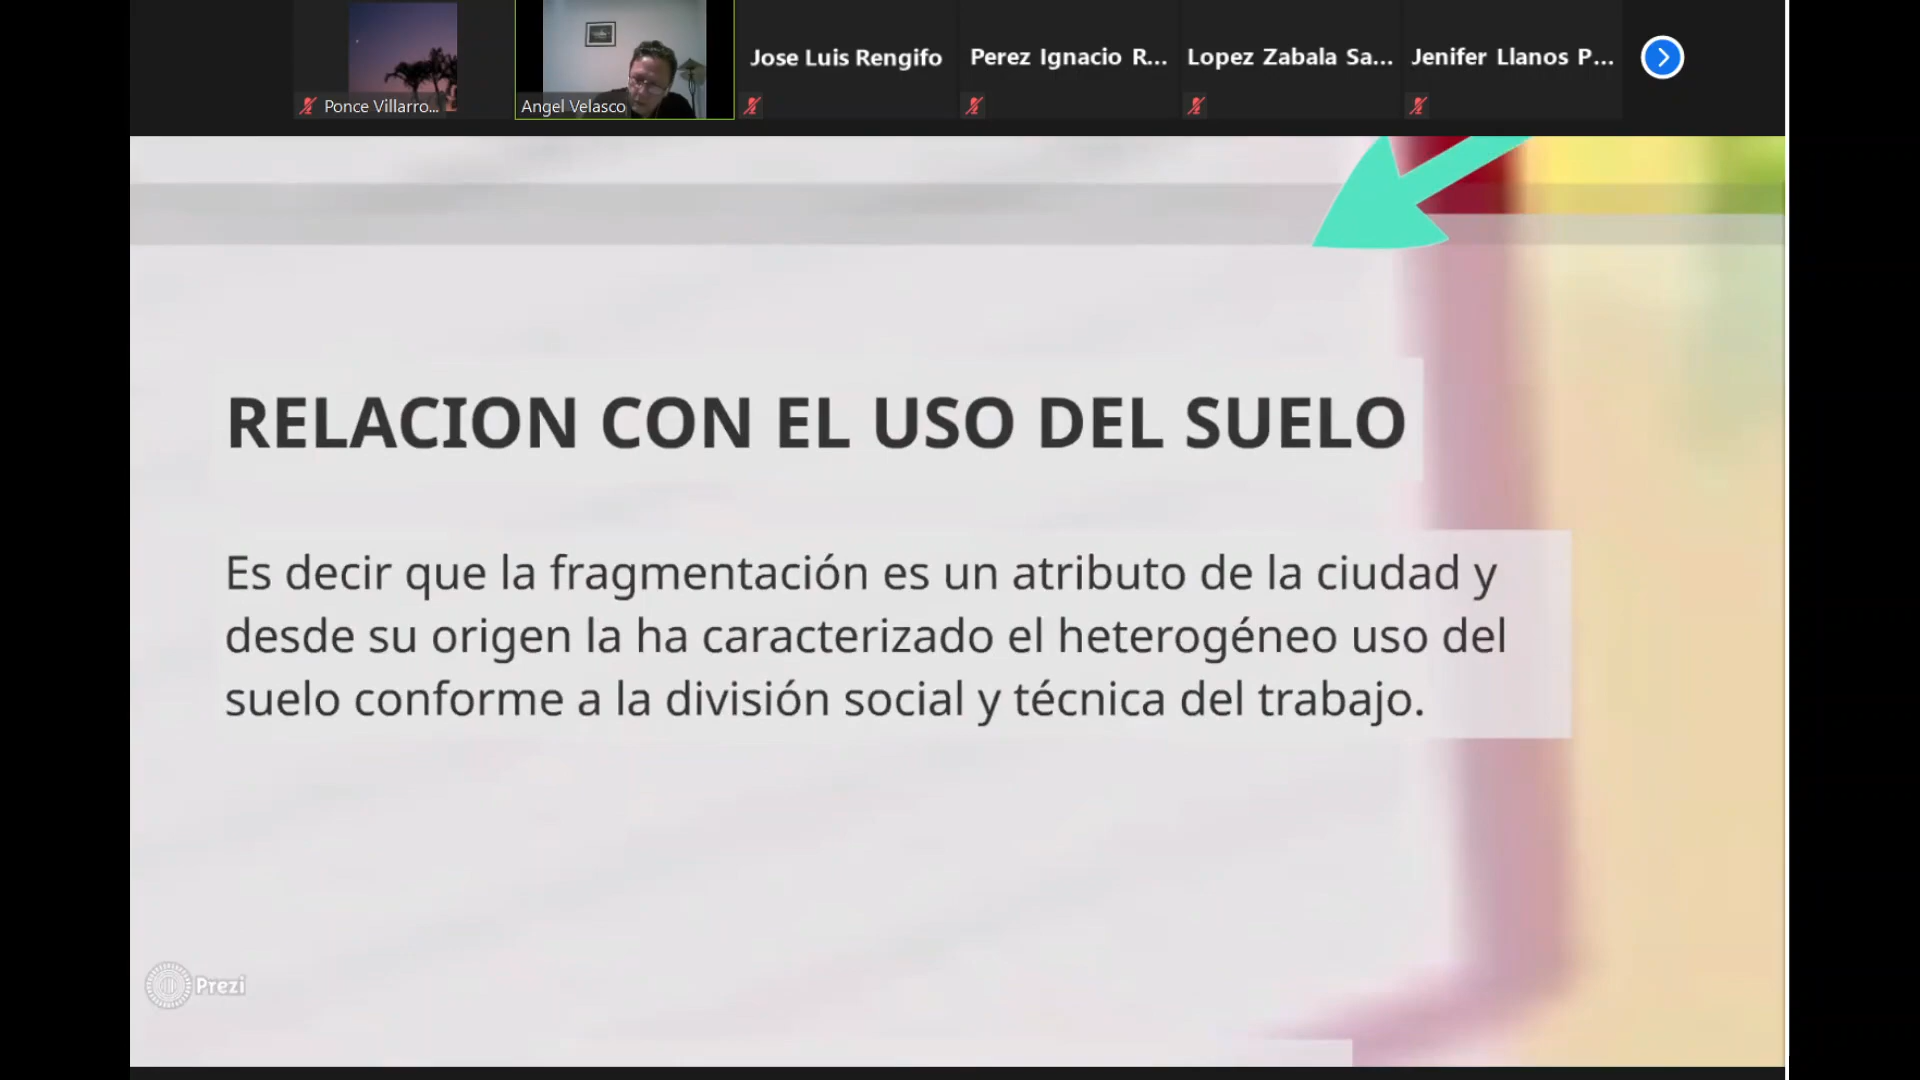 Ponce Villarro...
Angel Velasco
Jose Luis Rengifo
Perez Ignacio R...
Lopez Zabala Sa...
Jenifer Llanos P...
RELACION CON EL USO DEL SUELO
Es decir que la fragmentación es un atributo de la ciudad y
desde su origen la ha caracterizado el heterogéneo uso del
suelo conforme a la división social y técnica del trabajo.
Prezi